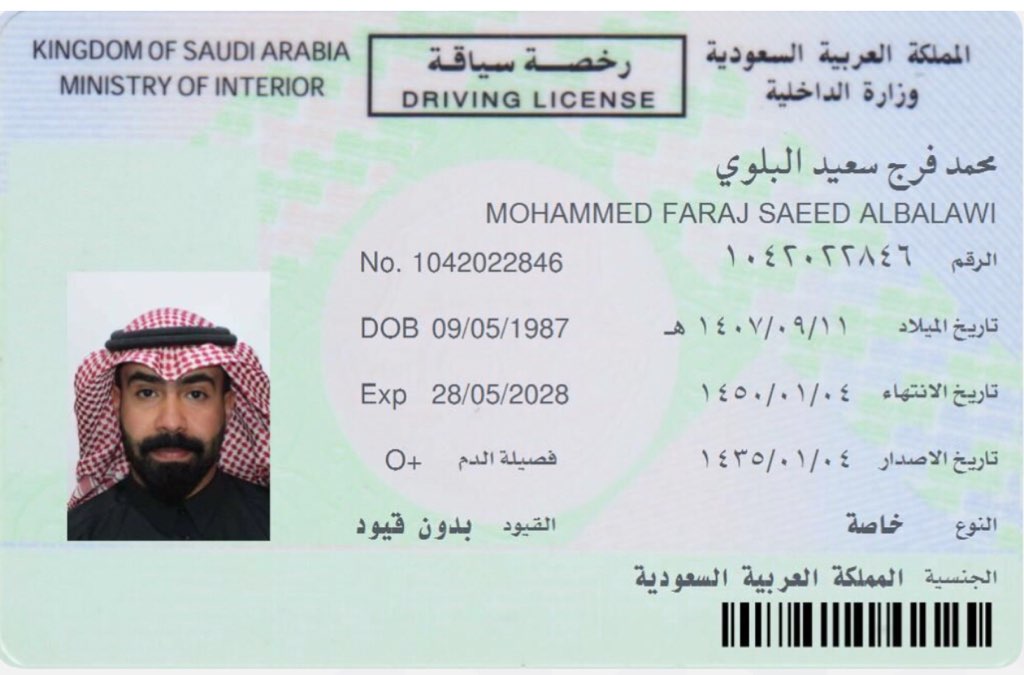 KINGDOM OF SAUDI ARABIA
MINISTRY OF INTERIOR
رخصة سياقة
DRIVING LICENSE
المملكة العربية السعودية
وزارة الداخلية
محمد فرج سعيد البلوي
MOHAMMED FARAJ SAEED ALBALAWI
No. 1042022846
الرقم ١٠٤٢٠٢٢٨٤٦
DOB 09/05/1987
تاريخ الميلاد ١٤٠٧/٠٩/١١ هـ
Exp 28/05/2028
تاريخ الانتهاء ١٤٥٠/٠١/٠٤
فصيلة الدم O+
تاريخ الاصدار ١٤٣٥/٠١/٠٤
القيود بدون قيود
النوع خاصة
الجنسية المملكة العربية السعودية